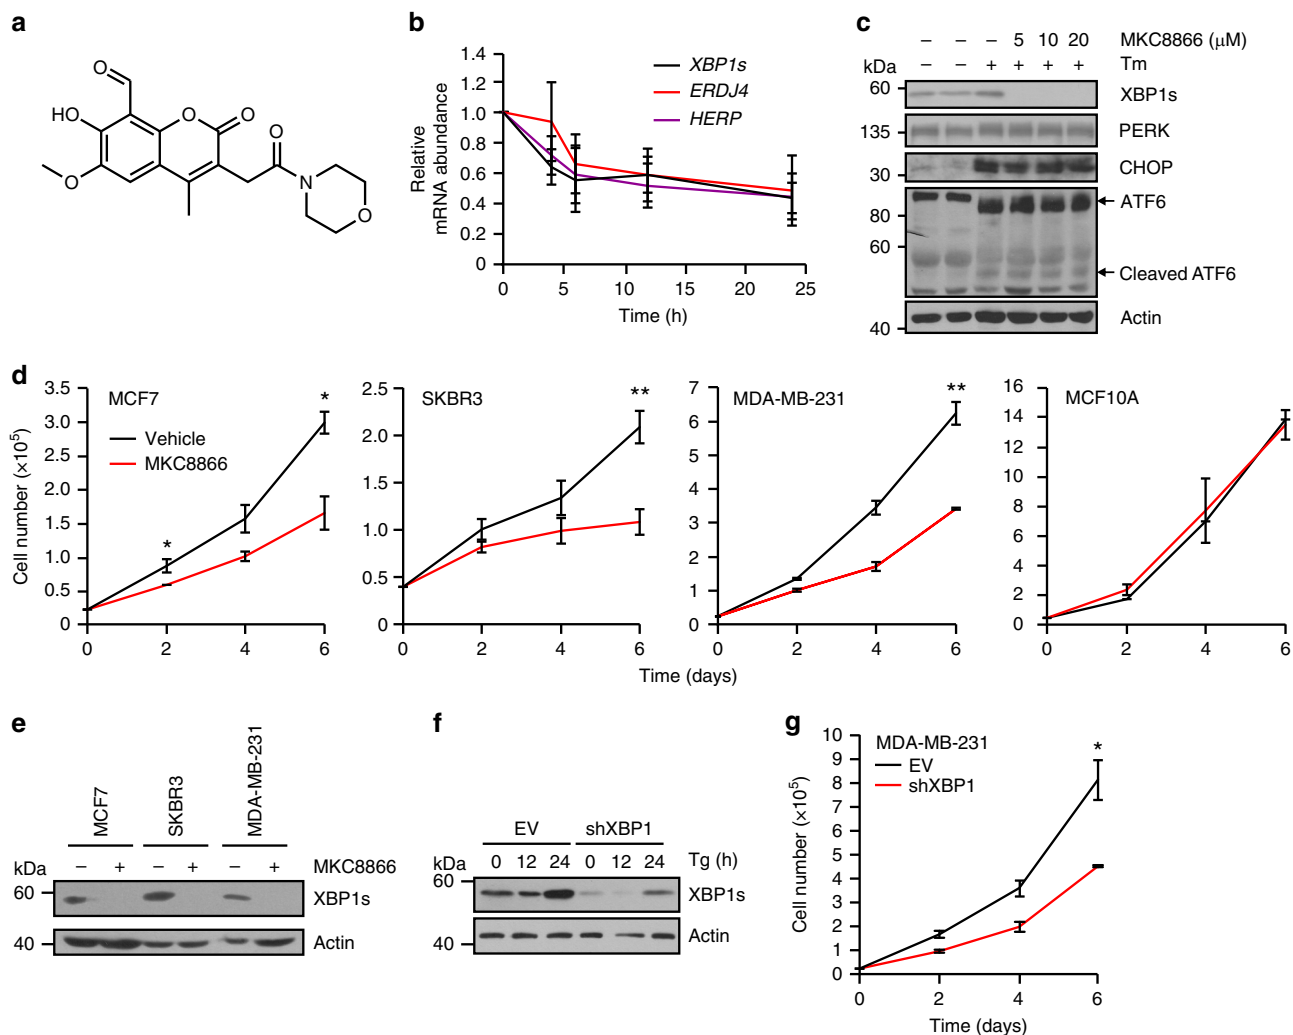 a
O
HO
O
O
O
O
N
O
b
1.4
1.2
1.0
0.8
0.6
0.4
0.2
0
Relative
mRNA abundance
XBP1s
ERDJ4
HERP
0 5 10 15 20 25
Time (h)
c
– – – 5 10 20 MKC8866 (μM)
– – + + + + Tm
kDa
60 XBP1s
135 PERK
30 CHOP
80 ATF6
60
Cleaved ATF6
40 Actin
d
Cell number (×10⁵)
3.5
3.0
2.5
2.0
1.5
1.0
0.5
0
MCF7
Vehicle
MKC8866
*
*
0 2 4 6
2.5
2.0
1.5
1.0
0.5
0
SKBR3
**
0 2 4 6
7
6
5
4
3
2
1
0
MDA-MB-231
**
0 2 4 6
16
14
12
10
8
6
4
2
0
MCF10A
0 2 4 6
Time (days)
e
MCF7
SKBR3
MDA-MB-231
kDa – + – + – + MKC8866
60 XBP1s
40 Actin
f
EV shXBP1
kDa 0 12 24 0 12 24 Tg (h)
60 XBP1s
40 Actin
g
Cell number (×10⁵)
10
9
8
7
6
5
4
3
2
1
0
MDA-MB-231
EV
shXBP1
*
0 2 4 6
Time (days)